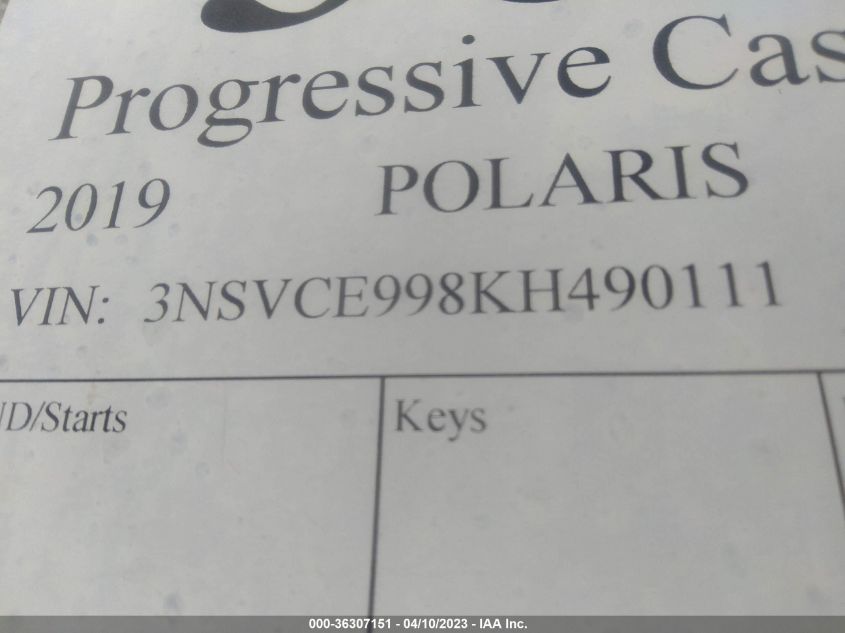 Progressive Cas
2019 POLARIS
VIN: 3NSVCE998KH490111
D/Starts
Keys
000-36307151 - 04/10/2023 - IAA Inc.